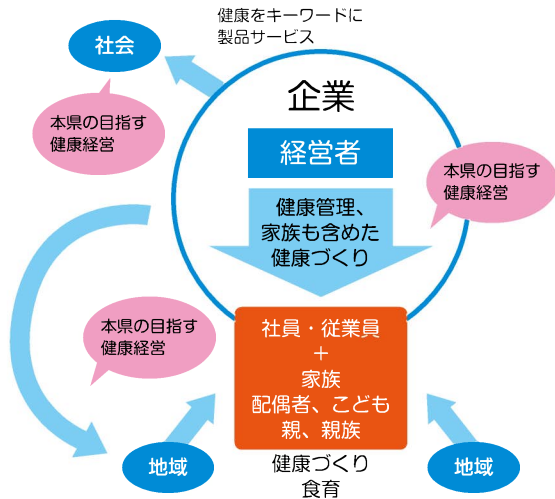 健康をキーワードに
製品サービス
社会
本県の目指す
健康経営
企業
経営者
健康管理、
家族も含めた
健康づくり
本県の目指す
健康経営
本県の目指す
健康経営
社員・従業員
＋
家族
配偶者、こども
親、親族
地域
健康づくり
食育
地域